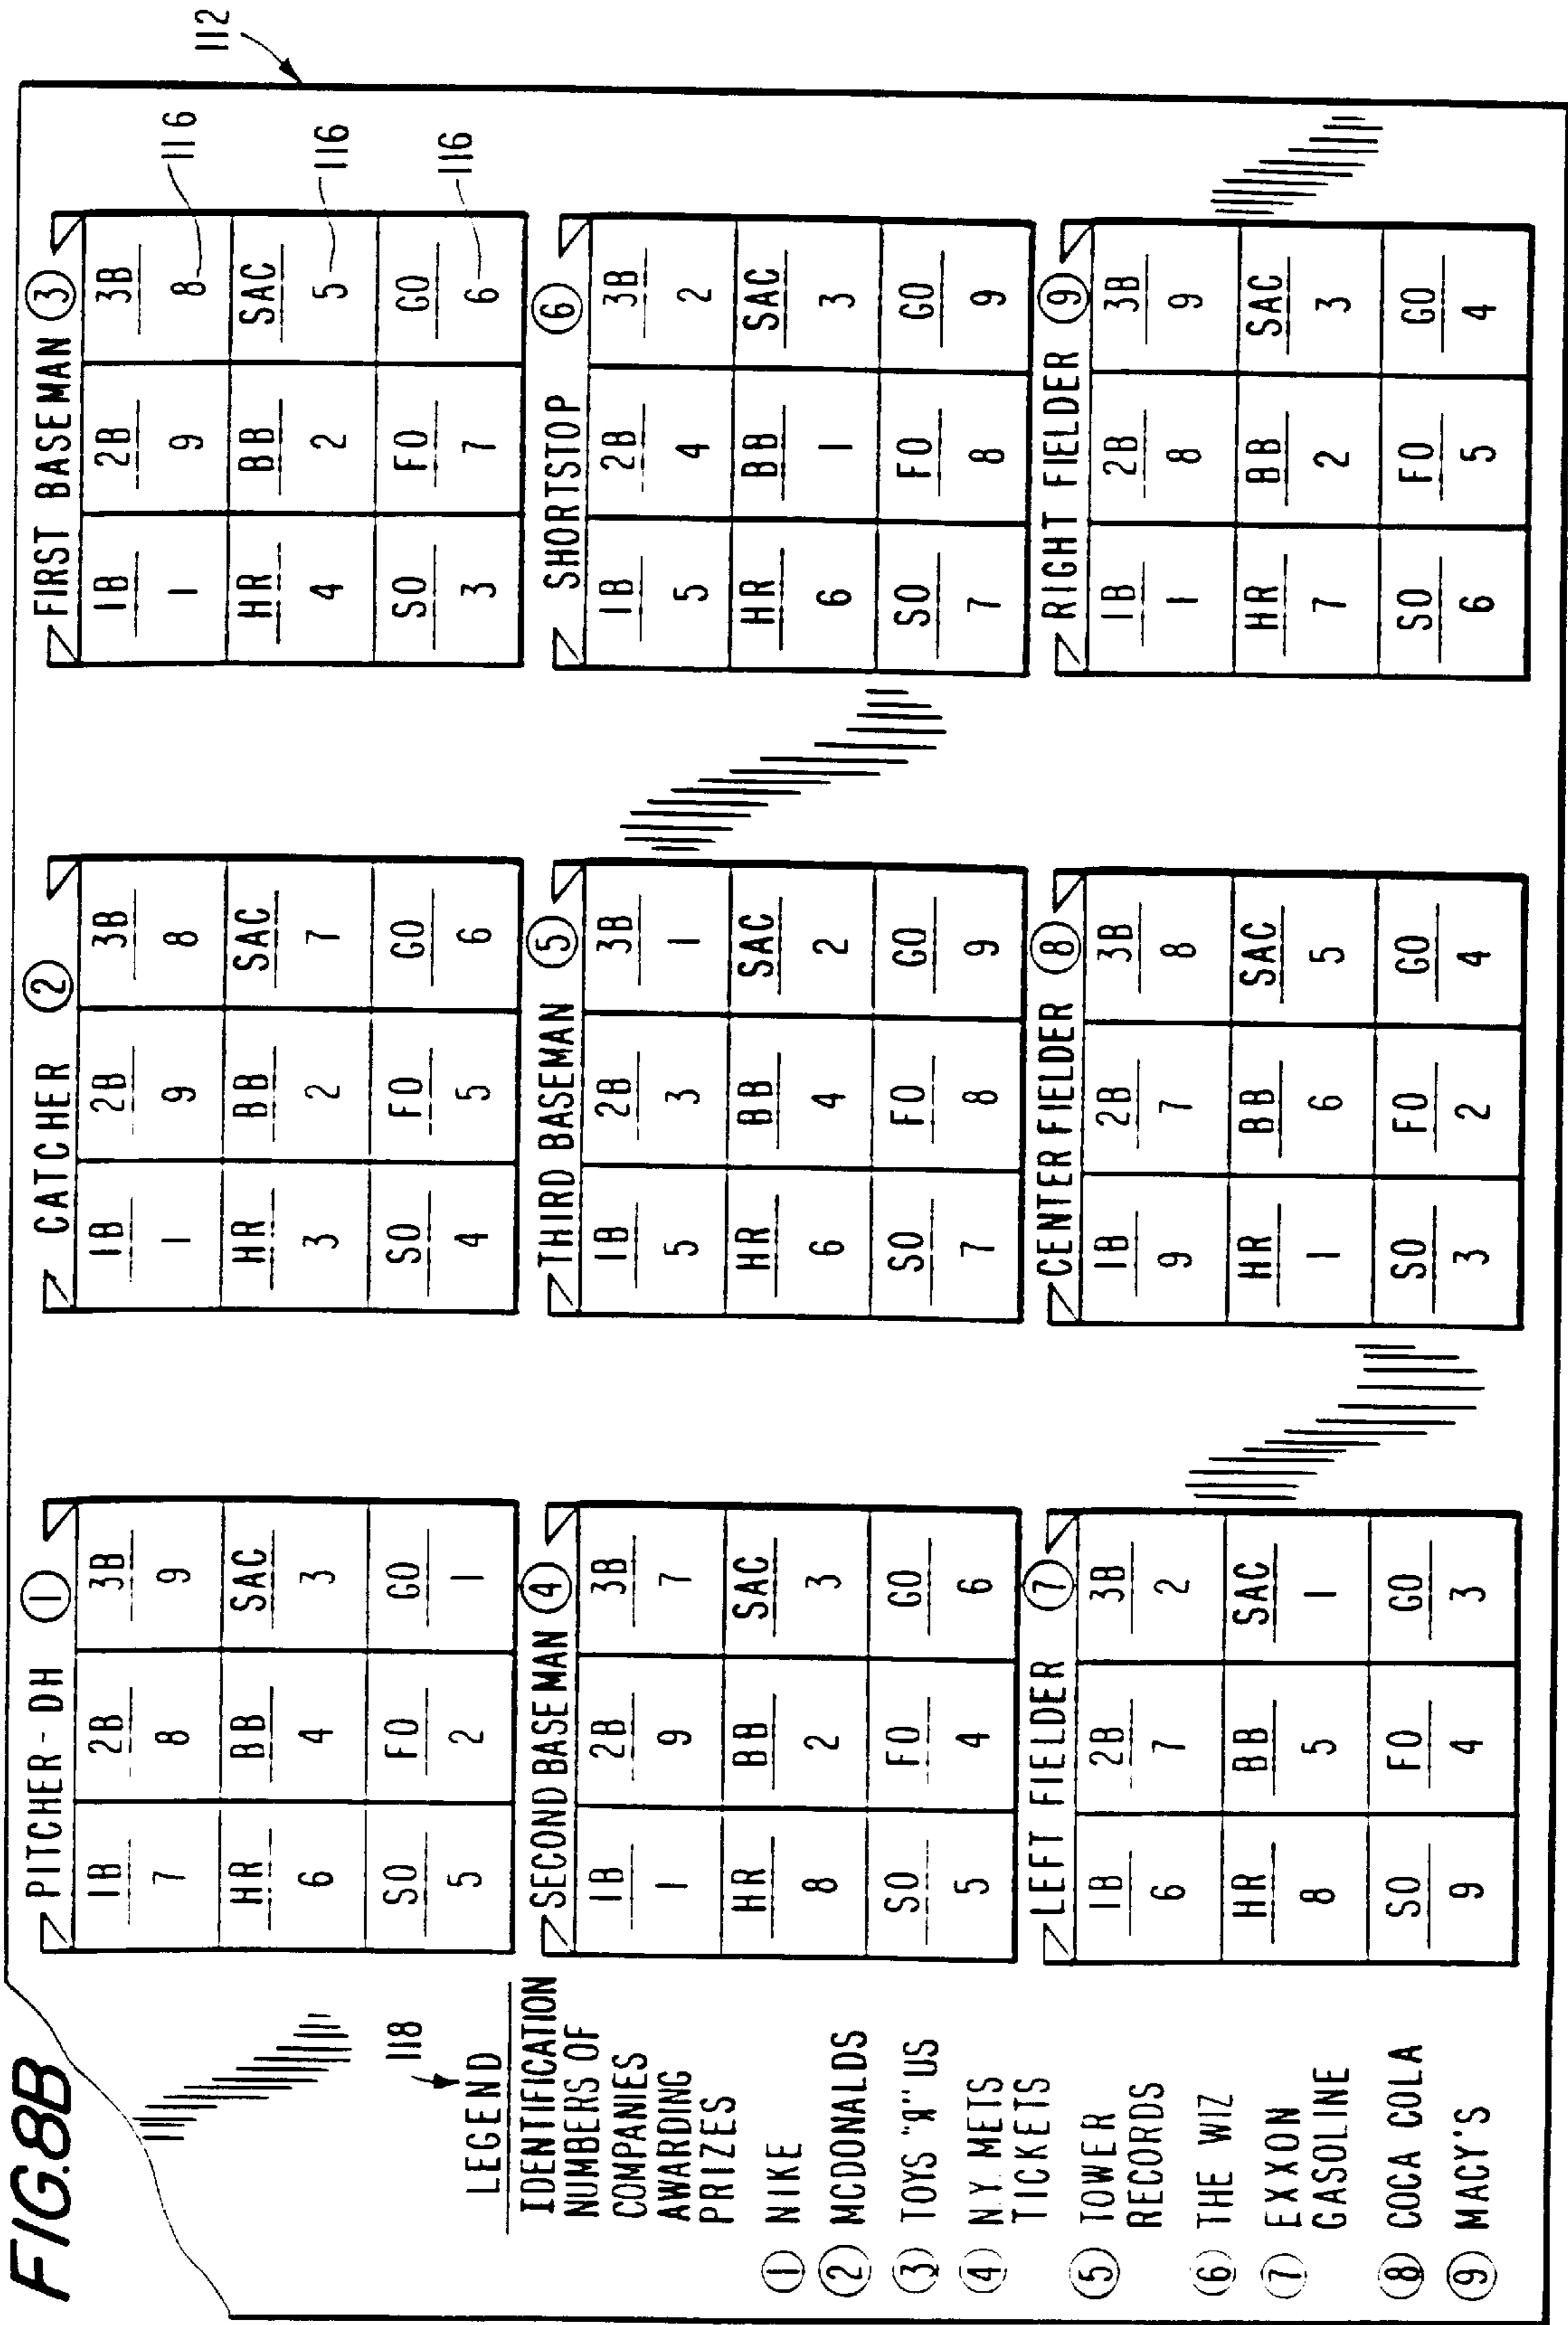 FIG.8B
112
118
LEGEND
IDENTIFICATION
NUMBERS OF
COMPANIES
AWARDING
PRIZES
① NIKE
② MCDONALDS
③ TOYS "Я" US
④ N.Y. METS
TICKETS
⑤ TOWER
RECORDS
⑥ THE WIZ
⑦ EXXON
GASOLINE
⑧ COCA COLA
⑨ MACY'S
PITCHER-DH ①
1B 2B 3B
7 8 9
HR BB SAC
6 4 3
SO FO GO
5 2 1
CATCHER ②
1B 2B 3B
1 9 8
HR BB SAC
3 2 7
SO FO GO
4 5 6
FIRST BASEMAN ③
1B 2B 3B
1 9 8 116
HR BB SAC
4 2 5 116
SO FO GO
3 7 6 116
SECOND BASEMAN ④
1B 2B 3B
1 9 7
HR BB SAC
8 2 3
SO FO GO
5 4 6
THIRD BASEMAN ⑤
1B 2B 3B
5 3 1
HR BB SAC
6 4 2
SO FO GO
7 8 9
SHORTSTOP ⑥
1B 2B 3B
5 4 2
HR BB SAC
6 1 3
SO FO GO
7 8 9
LEFT FIELDER ⑦
1B 2B 3B
6 7 2
HR BB SAC
8 5 1
SO FO GO
9 4 3
CENTER FIELDER ⑧
1B 2B 3B
9 7 8
HR BB SAC
1 6 5
SO FO GO
3 2 4
RIGHT FIELDER ⑨
1B 2B 3B
1 8 9
HR BB SAC
7 2 3
SO FO GO
6 5 4